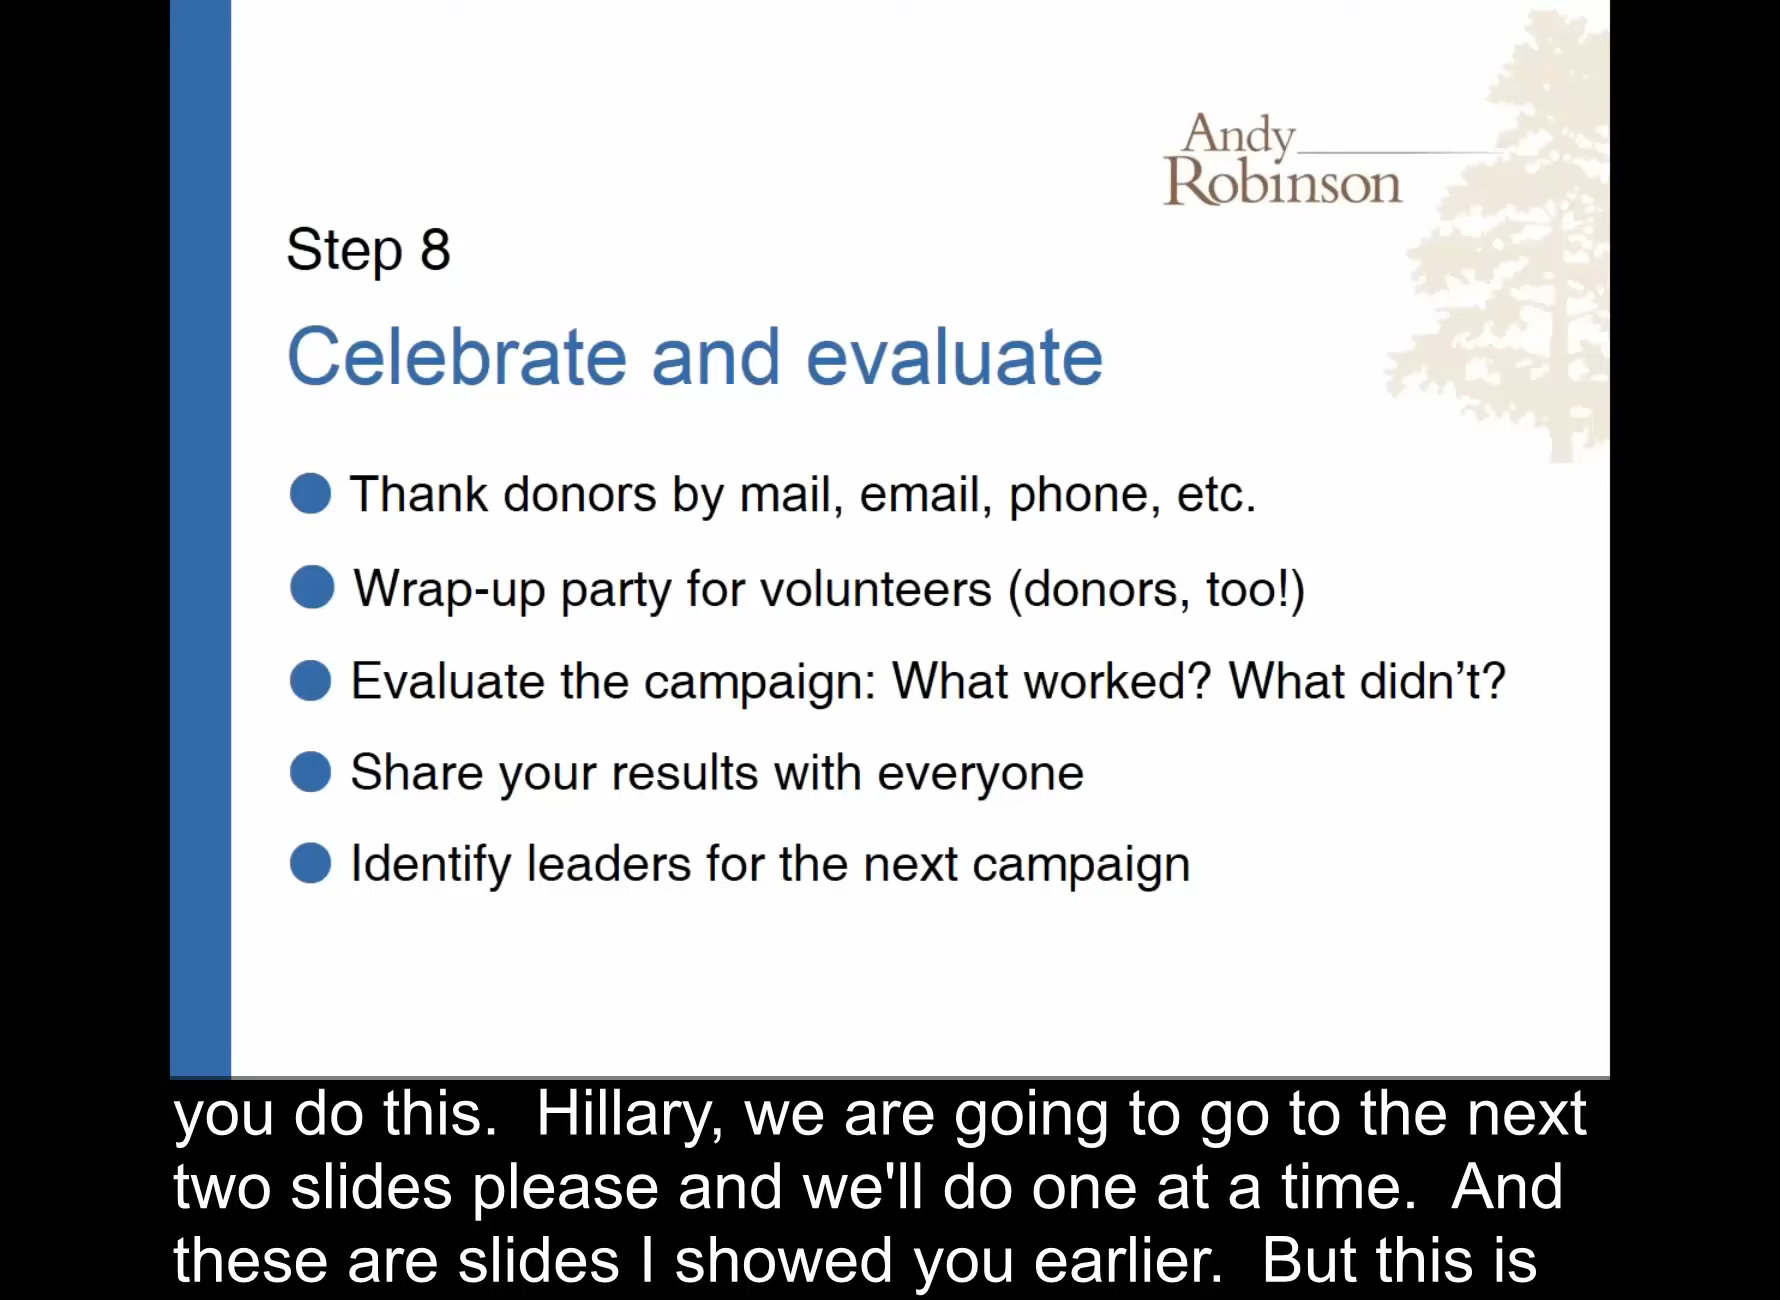 Andy
Robinson
Step 8
Celebrate and evaluate
Thank donors by mail, email, phone, etc.
Wrap-up party for volunteers (donors, too!)
Evaluate the campaign: What worked? What didn’t?
Share your results with everyone
Identify leaders for the next campaign
you do this.  Hillary, we are going to go to the next
two slides please and we'll do one at a time.  And
these are slides I showed you earlier.  But this is